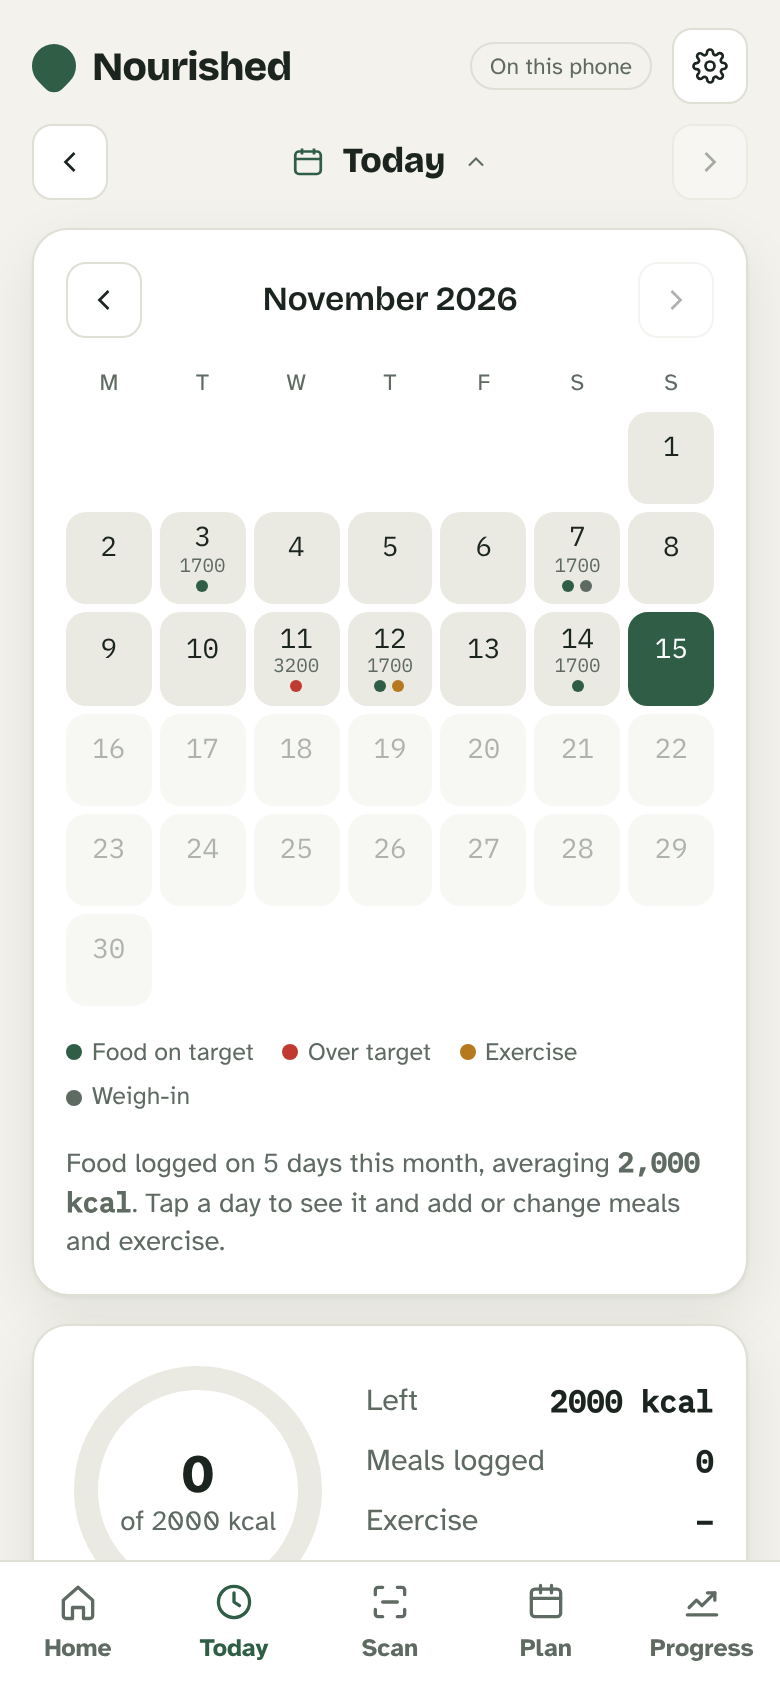 Nourished
On this phone
Today
November 2026
M T W T F S S
1
2 3 4 5 6 7 8
1700 1700
9 10 11 12 13 14 15
3200 1700 1700
16 17 18 19 20 21 22
23 24 25 26 27 28 29
30
Food on target Over target Exercise
Weigh-in
Food logged on 5 days this month, averaging 2,000
kcal. Tap a day to see it and add or change meals
and exercise.
0
of 2000 kcal
Left 2000 kcal
Meals logged 0
Exercise –
Home Today Scan Plan Progress